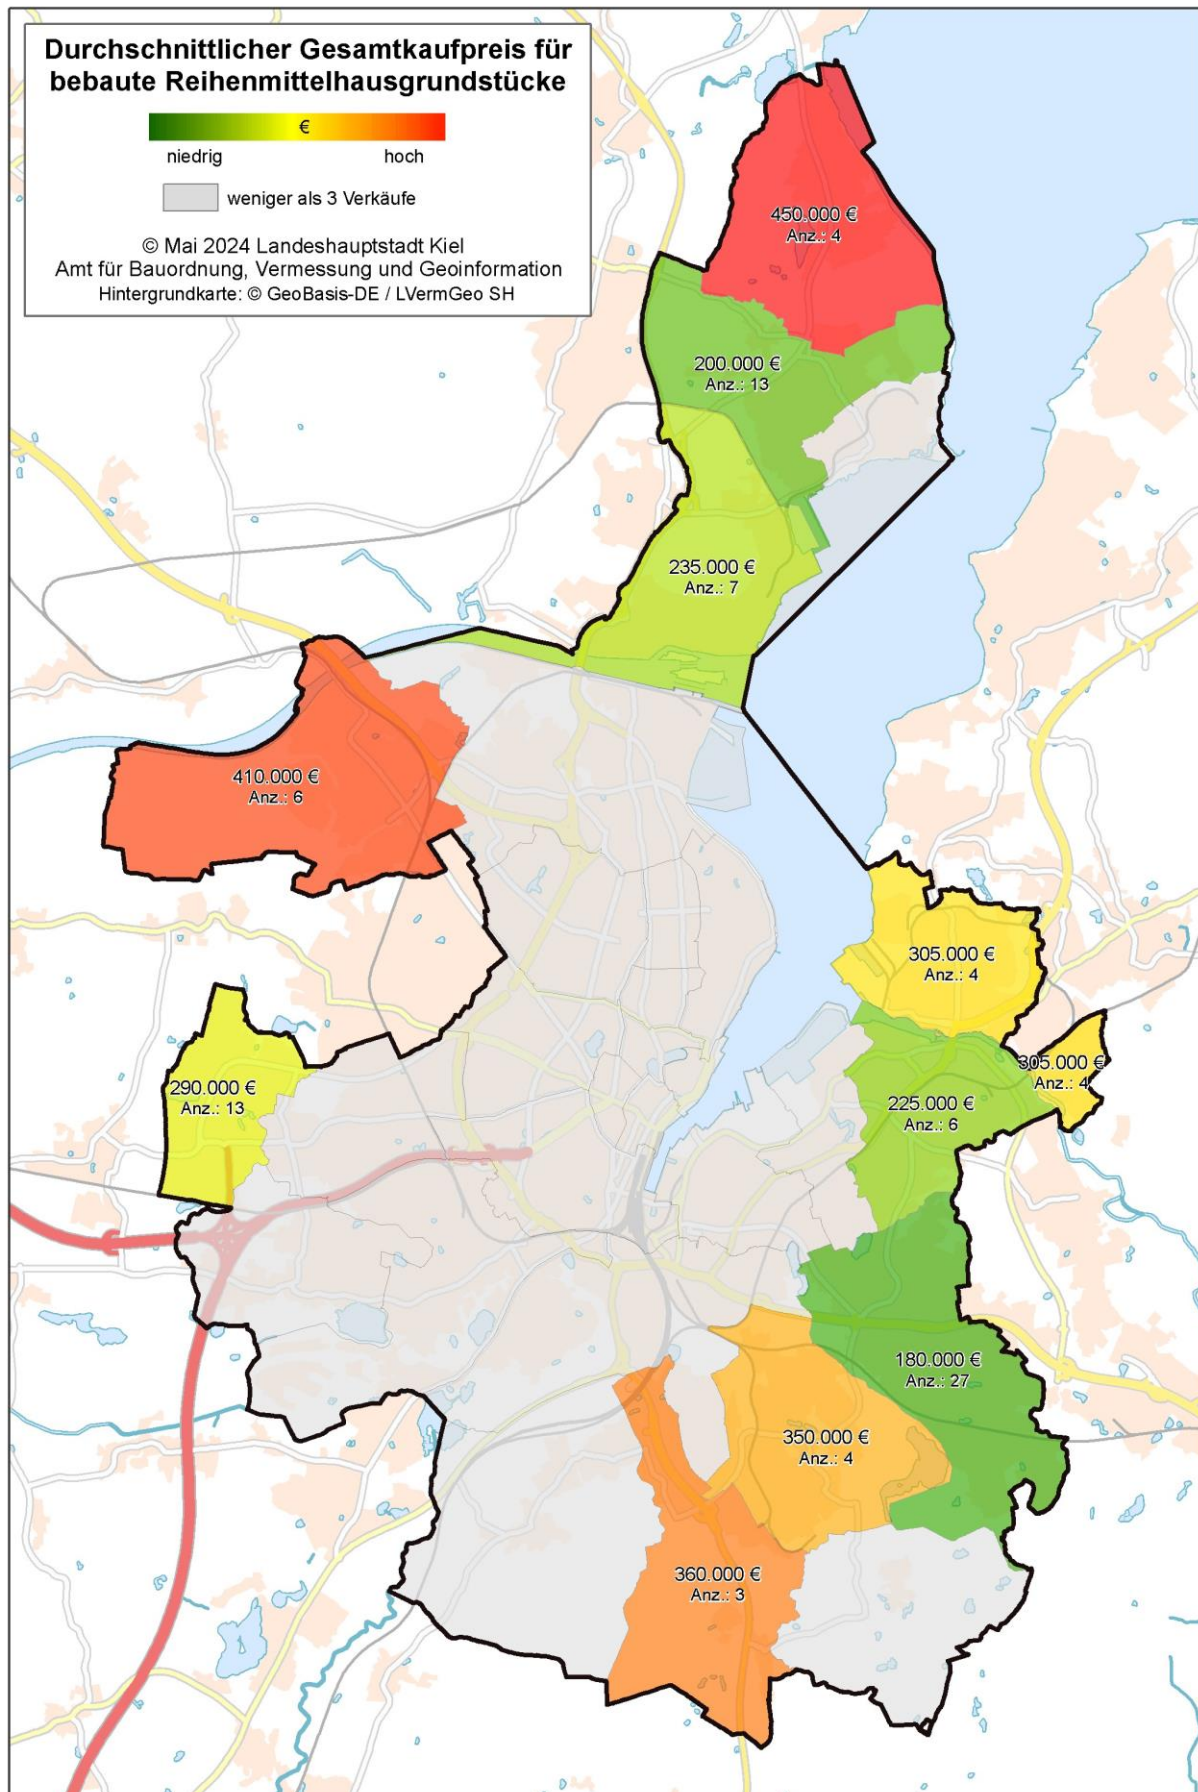 Durchschnittlicher Gesamtkaufpreis für
bebaute Reihenmittelhausgrundstücke
€
niedrig hoch
weniger als 3 Verkäufe
© Mai 2024 Landeshauptstadt Kiel
Amt für Bauordnung, Vermessung und Geoinformation
Hintergrundkarte: © GeoBasis-DE / LVermGeo SH
450.000 €
Anz.: 4
200.000 €
Anz.: 13
235.000 €
Anz.: 7
410.000 €
Anz.: 6
305.000 €
Anz.: 4
305.000 €
Anz.: 4
290.000 €
Anz.: 13
225.000 €
Anz.: 6
180.000 €
Anz.: 27
350.000 €
Anz.: 4
360.000 €
Anz.: 3